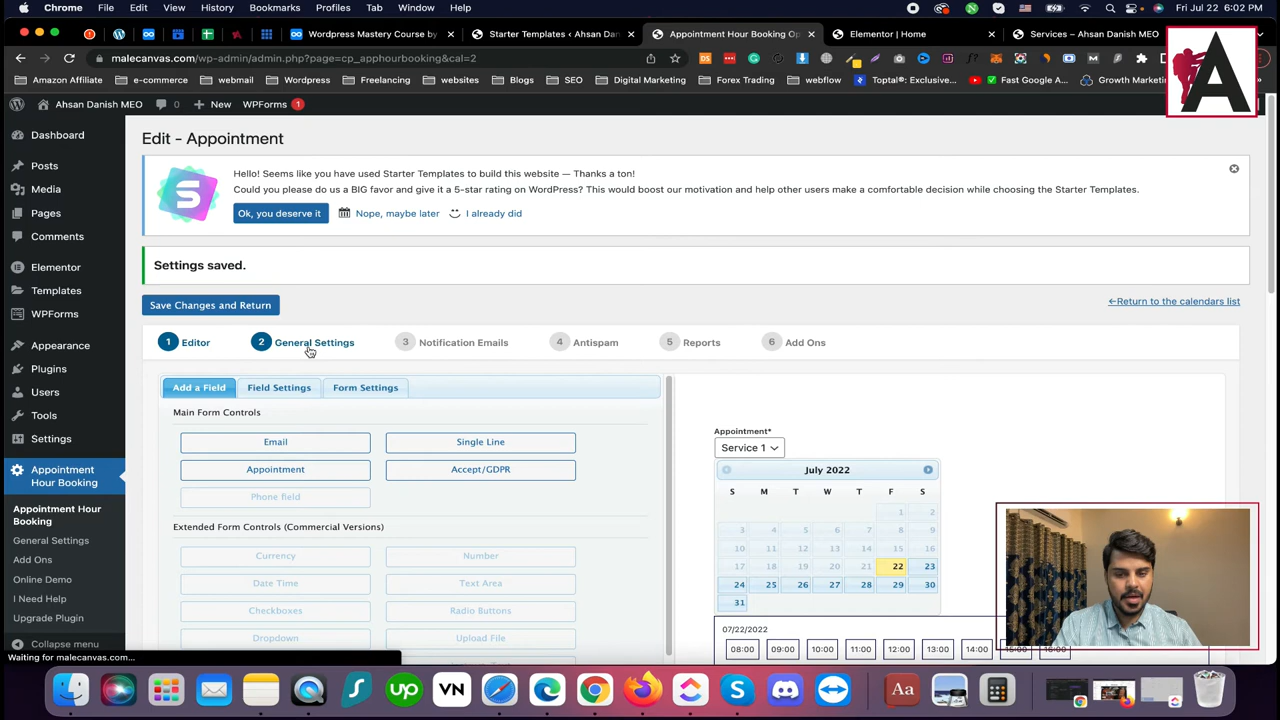 Chrome File Edit View History Bookmarks Profiles Tab Window Help Fri Jul 22 6:02 PM
Wordpress Mastery Course by Starter Templates ‹ Ahsan Dan Appointment Hour Booking Op Elementor | Home Services – Ahsan Danish MEO
malecanvas.com/wp-admin/admin.php?page=cp_apphourbooking&cal=2
Amazon Affiliate e-commerce webmail Wordpress Freelancing websites Blogs SEO Digital Marketing Forex Trading webflow Toptal®: Exclusive... Fast Google A... Growth Marketing
Ahsan Danish MEO 0 New WPForms 1
A
Dashboard
Posts
Media
Pages
Comments
Elementor
Templates
WPForms
Appearance
Plugins
Users
Tools
Settings
Appointment
Hour Booking
Appointment Hour
Booking
General Settings
Add Ons
Online Demo
I Need Help
Upgrade Plugin
Collapse menu
Edit - Appointment
Hello! Seems like you have used Starter Templates to build this website — Thanks a ton!
Could you please do us a BIG favor and give it a 5-star rating on WordPress? This would boost our motivation and help other users make a comfortable decision while choosing the Starter Templates.
Ok, you deserve it Nope, maybe later I already did
Settings saved.
Save Changes and Return
←Return to the calendars list
1 Editor 2 General Settings 3 Notification Emails 4 Antispam 5 Reports 6 Add Ons
Add a Field Field Settings Form Settings
Main Form Controls
Email Single Line
Appointment Accept/GDPR
Phone field
Extended Form Controls (Commercial Versions)
Currency Number
Date Time Text Area
Checkboxes Radio Buttons
Dropdown Upload File
Appointment*
Service 1
July 2022
S M T W T F S
1 2
3 4 5 6 7 8 9
10 11 12 13 14 15 16
17 18 19 20 21 22 23
24 25 26 27 28 29 30
31
07/22/2022
08:00 09:00 10:00 11:00 12:00 13:00 14:00 15:00 16:00
Waiting for malecanvas.com...
up VN Aa